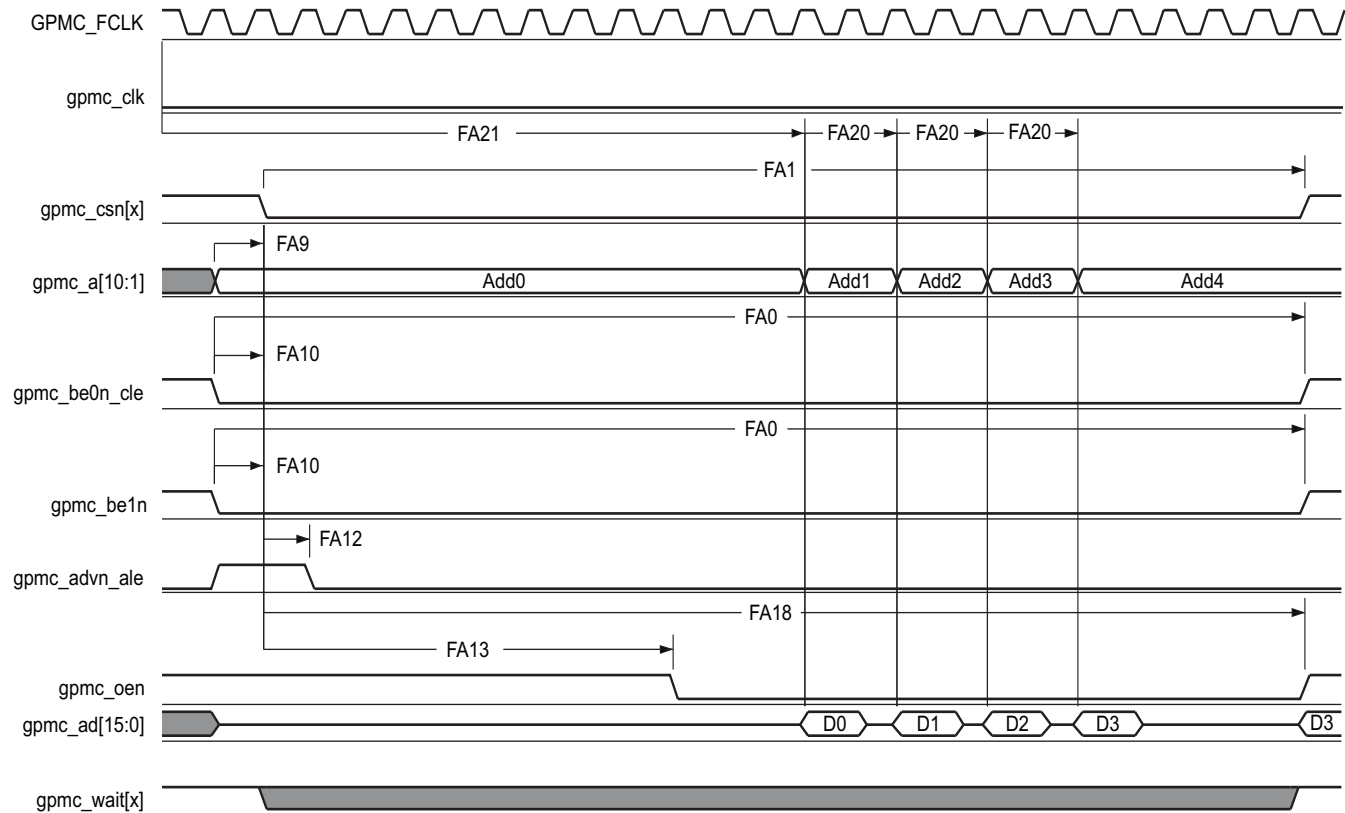 GPMC_FCLK
gpmc_clk
FA21 FA20 FA20 FA20
FA1
gpmc_csn[x]
FA9
gpmc_a[10:1] Add0 Add1 Add2 Add3 Add4
FA0
FA10
gpmc_be0n_cle
FA0
FA10
gpmc_be1n
FA12
gpmc_advn_ale
FA18
FA13
gpmc_oen
gpmc_ad[15:0] D0 D1 D2 D3 D3
gpmc_wait[x]